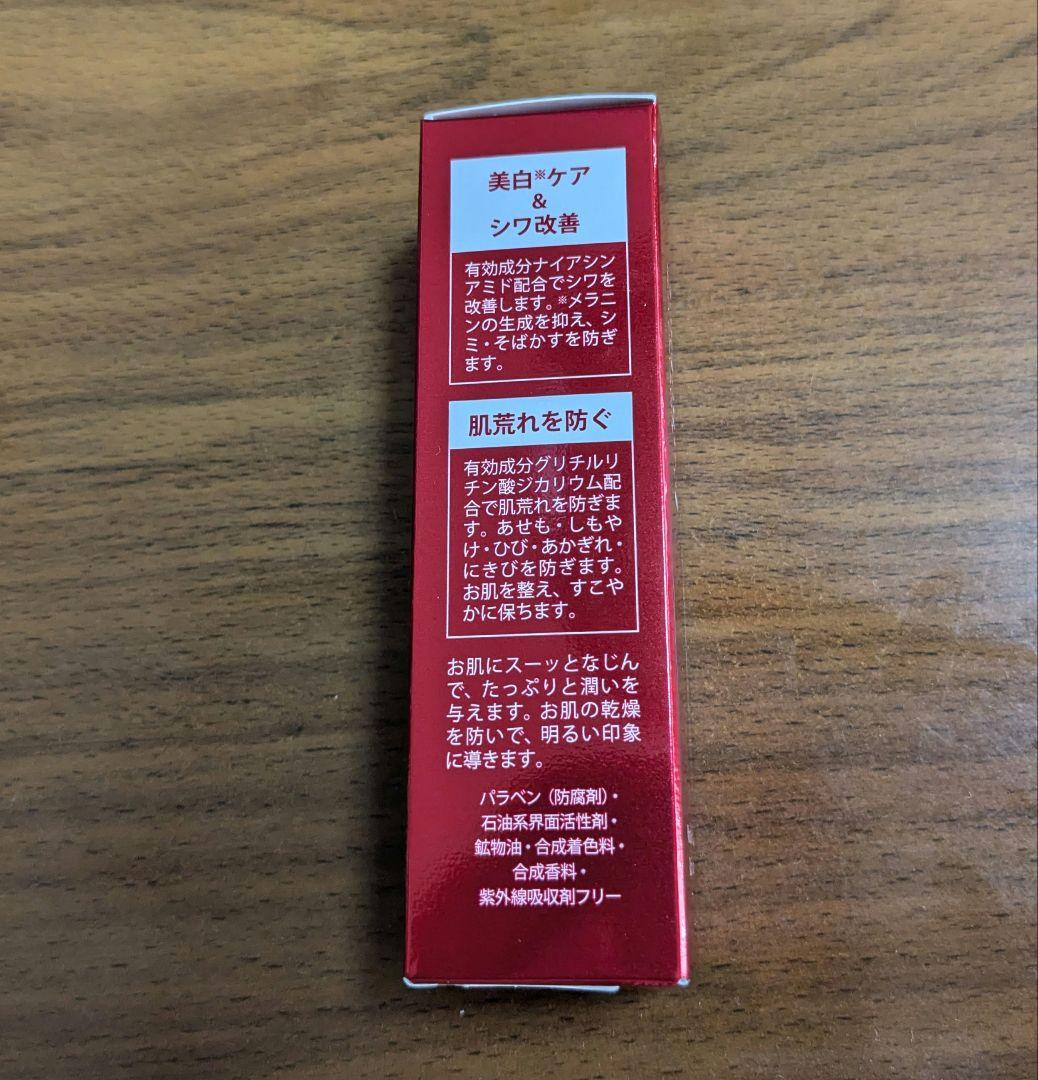 美白※ケア
&
シワ改善
有効成分ナイアシン
アミド配合でシワを
改善します。※メラニ
ンの生成を抑え、シ
ミ・そばかすを防ぎ
ます。
肌荒れを防ぐ
有効成分グリチルリ
チン酸ジカリウム配
合で肌荒れを防ぎま
す。あせも・しもや
け・ひび・あかぎれ・
にきびを防ぎます。
お肌を整え、すこや
かに保ちます。
お肌にスーッとなじん
で、たっぷりと潤いを
与えます。お肌の乾燥
を防いで、明るい印象
に導きます。
パラベン（防腐剤）・
石油系界面活性剤・
鉱物油・合成着色料・
合成香料・
紫外線吸収剤フリー